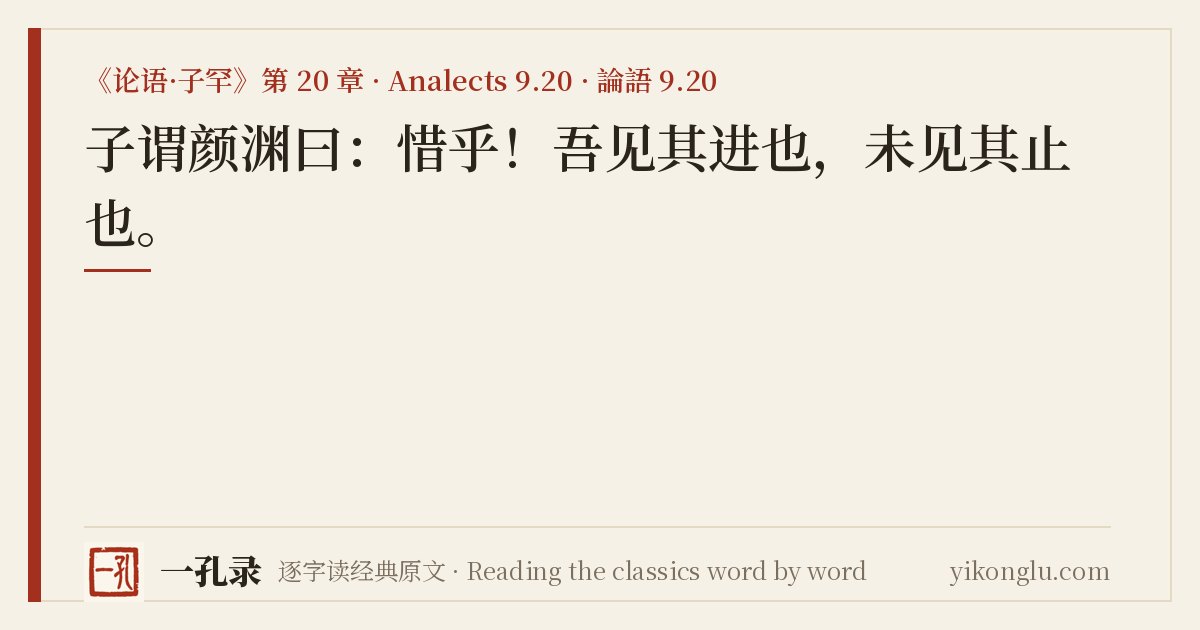 《论语·子罕》第 20 章 · Analects 9.20 · 論語 9.20
子谓颜渊曰：惜乎！吾见其进也，未见其止
也。
一孔
一孔录 逐字读经典原文 · Reading the classics word by word yikonglu.com